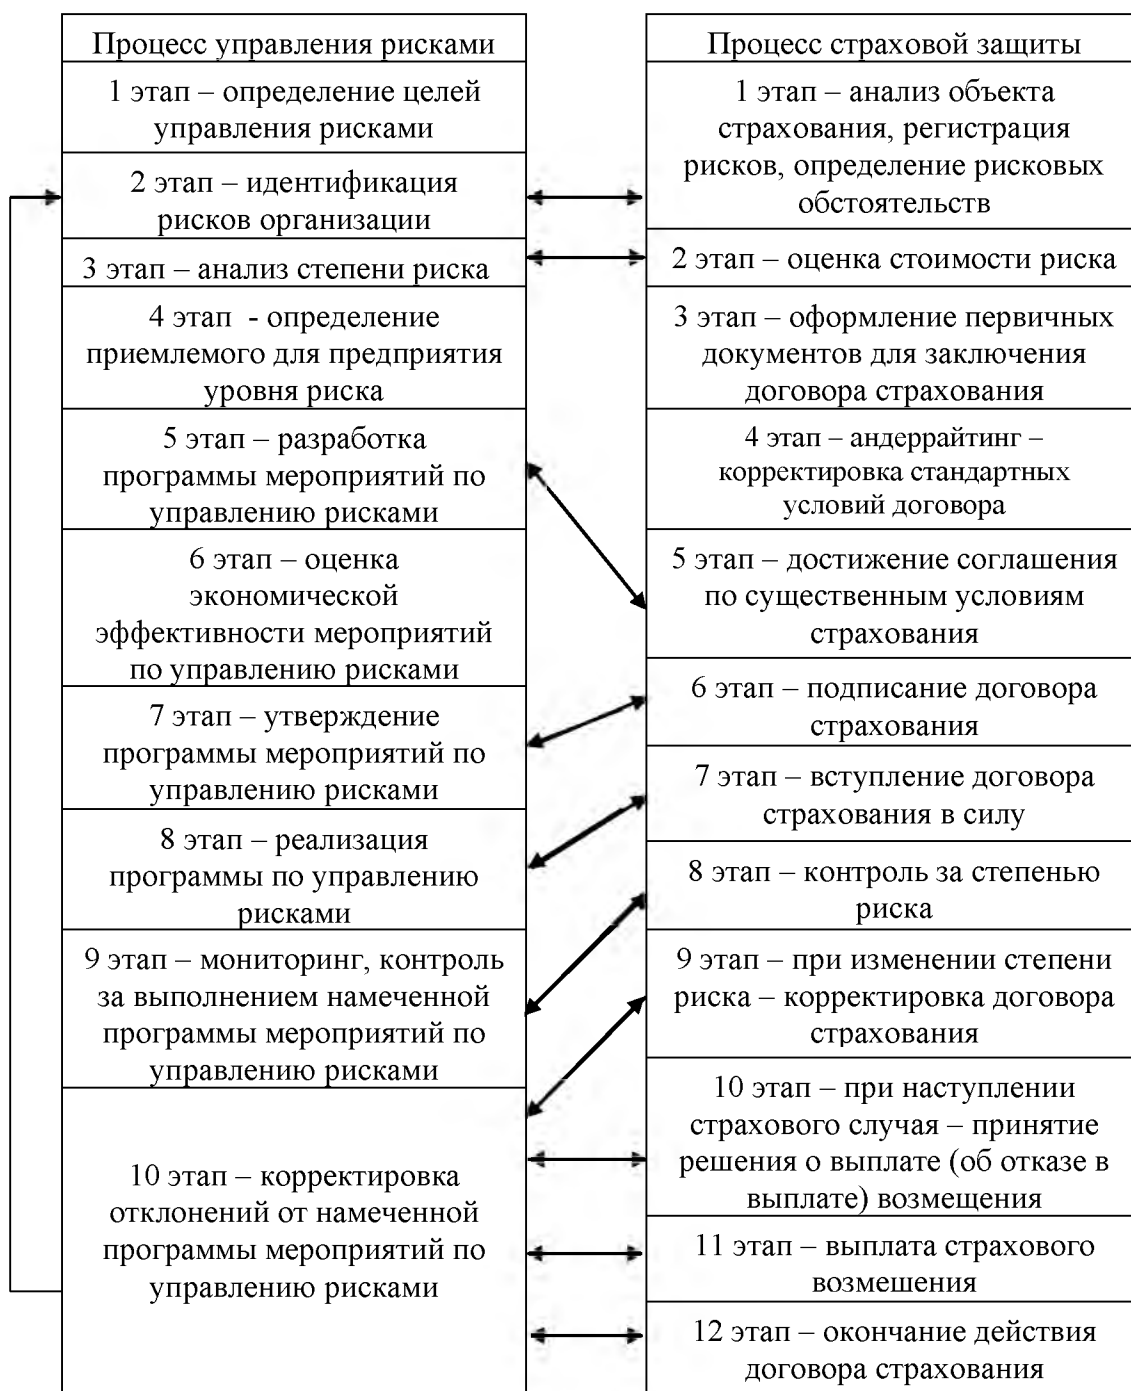 Процесс управления рисками
1 этап – определение целей
управления рисками
2 этап – идентификация
рисков организации
3 этап – анализ степени риска
4 этап - определение
приемлемого для предприятия
уровня риска
5 этап – разработка
программы мероприятий по
управлению рисками
6 этап – оценка
экономической
эффективности мероприятий
по управлению рисками
7 этап – утверждение
программы мероприятий по
управлению рисками
8 этап – реализация
программы по управлению
рисками
9 этап – мониторинг, контроль
за выполнением намеченной
программы мероприятий по
управлению рисками
10 этап – корректировка
отклонений от намеченной
программы мероприятий по
управлению рисками
Процесс страховой защиты
1 этап – анализ объекта
страхования, регистрация
рисков, определение рисковых
обстоятельств
2 этап – оценка стоимости риска
3 этап – оформление первичных
документов для заключения
договора страхования
4 этап – андеррайтинг –
корректировка стандартных
условий договора
5 этап – достижение соглашения
по существенным условиям
страхования
6 этап – подписание договора
страхования
7 этап – вступление договора
страхования в силу
8 этап – контроль за степенью
риска
9 этап – при изменении степени
риска – корректировка договора
страхования
10 этап – при наступлении
страхового случая – принятие
решения о выплате (об отказе в
выплате) возмещения
11 этап – выплата страхового
возмешения
12 этап – окончание действия
договора страхования